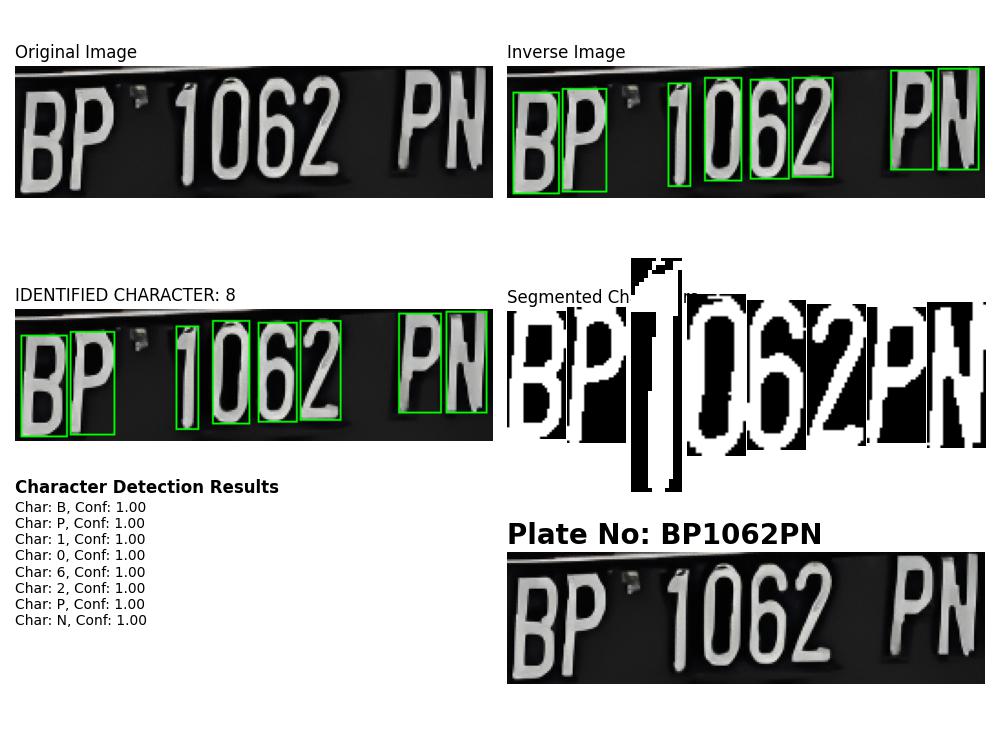 Original Image
BP 1062 PN
Inverse Image
BP 1062 PN
IDENTIFIED CHARACTER: 8
BP 1062 PN
Segmented Ch
BP1062PN
Character Detection Results
Char: B, Conf: 1.00
Char: P, Conf: 1.00
Char: 1, Conf: 1.00
Char: 0, Conf: 1.00
Char: 6, Conf: 1.00
Char: 2, Conf: 1.00
Char: P, Conf: 1.00
Char: N, Conf: 1.00
Plate No: BP1062PN
BP 1062 PN